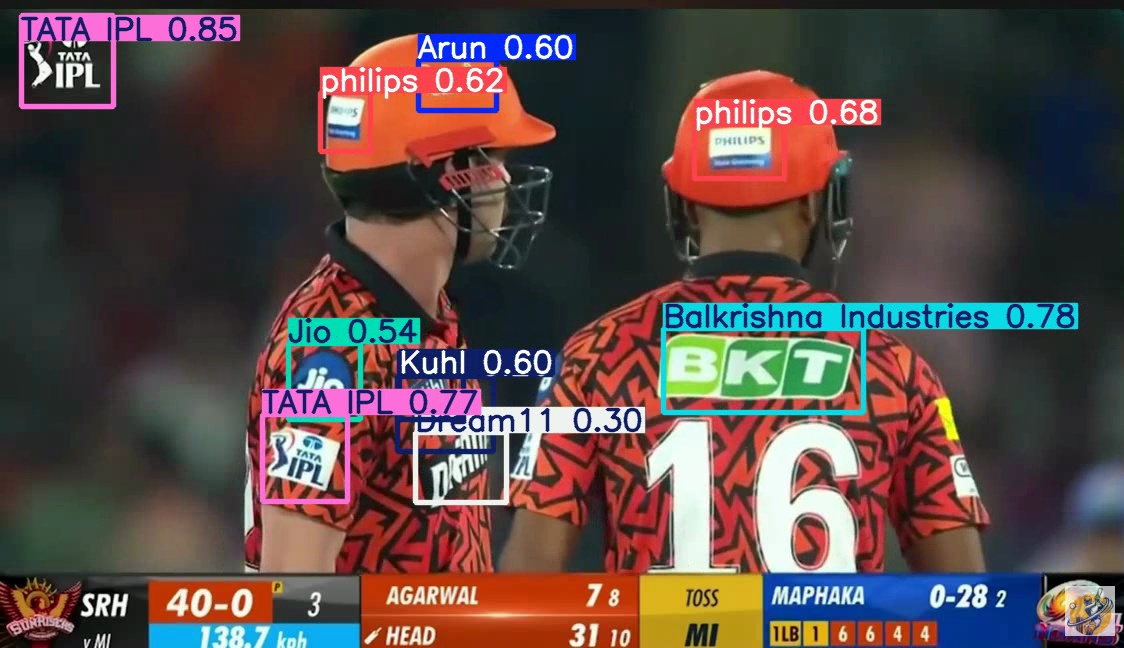 TATA IPL 0.85
TATA
IPL
Arun 0.60
philips 0.62
PHILIPS
philips 0.68
PHILIPS
Jio 0.54
Jio
Kuhl 0.60
Balkrishna Industries 0.78
BKT
TATA IPL 0.77
TATA
IPL
Dream11 0.30
16
SRH
v MI
40-0 P 3
138.7 kph
AGARWAL 7 8
HEAD 31 10
TOSS
MI
MAPHAKA 0-28 2
1LB 1 6 6 4 4
SUNRISERS